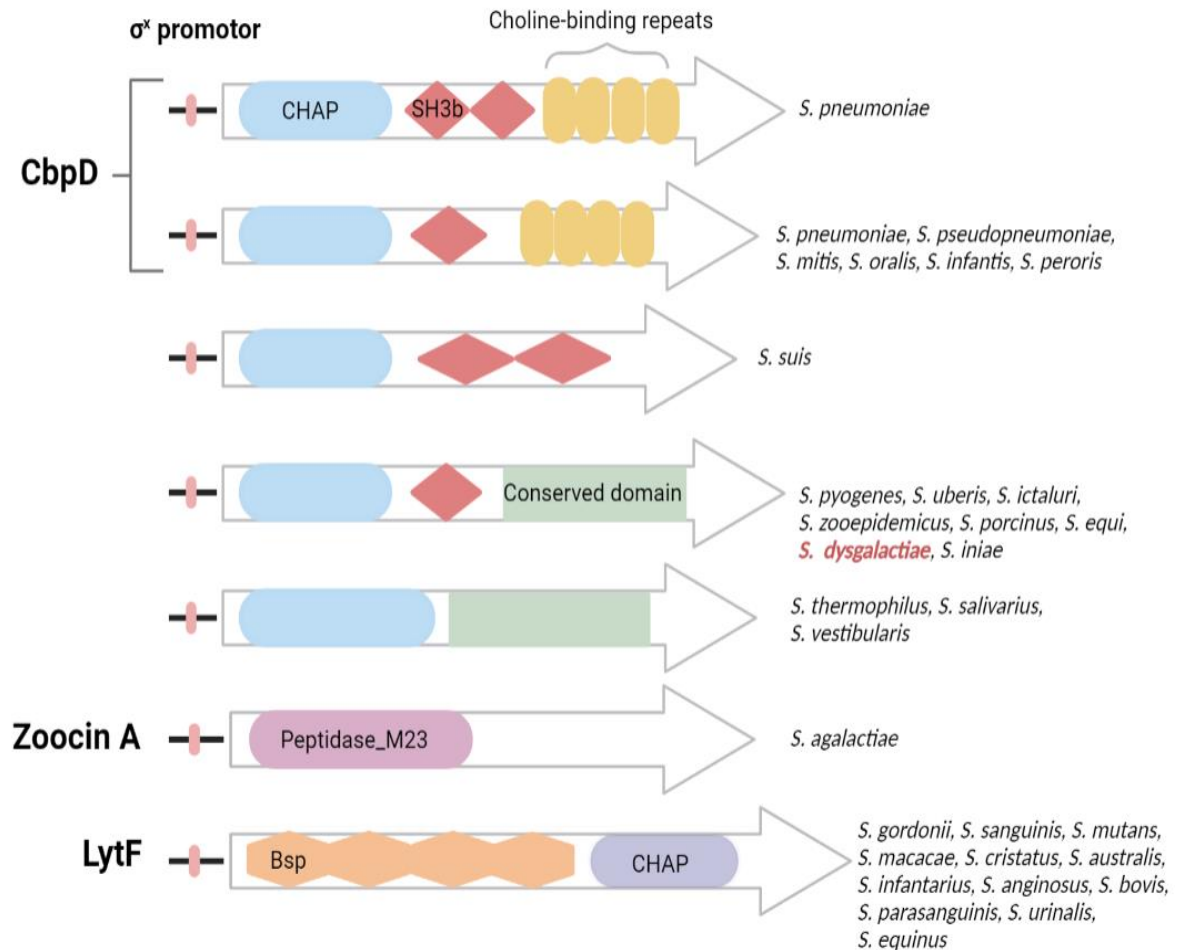 σˣ promotor
Choline-binding repeats
CbpD
CHAP
SH3b
S. pneumoniae
S. pneumoniae, S. pseudopneumoniae,
S. mitis, S. oralis, S. infantis, S. peroris
S. suis
Conserved domain
S. pyogenes, S. uberis, S. ictaluri,
S. zooepidemicus, S. porcinus, S. equi,
S. dysgalactiae, S. iniae
S. thermophilus, S. salivarius,
S. vestibularis
Zoocin A
Peptidase_M23
S. agalactiae
LytF
Bsp
CHAP
S. gordonii, S. sanguinis, S. mutans,
S. macacae, S. cristatus, S. australis,
S. infantarius, S. anginosus, S. bovis,
S. parasanguinis, S. urinalis,
S. equinus